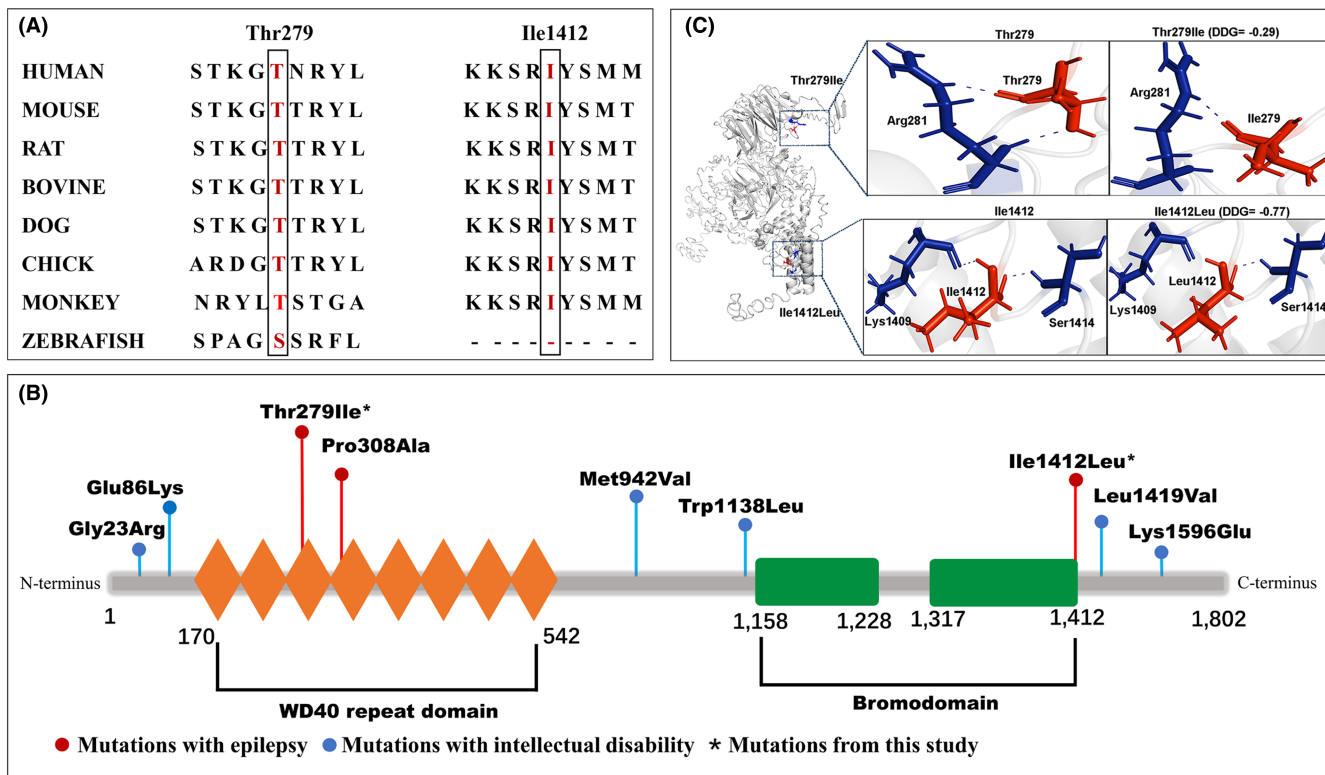 (A)
Thr279 Ile1412
HUMAN S T K G T N R Y L K K S R I Y S M M
MOUSE S T K G T T R Y L K K S R I Y S M T
RAT S T K G T T R Y L K K S R I Y S M T
BOVINE S T K G T T R Y L K K S R I Y S M T
DOG S T K G T T R Y L K K S R I Y S M T
CHICK A R D G T T R Y L K K S R I Y S M T
MONKEY N R Y L T S T G A K K S R I Y S M M
ZEBRAFISH S P A G S S R F L - - - - - - - - -
(C)
Thr279 Thr279Ile (DDG= -0.29)
Thr279Ile
Thr279
Arg281
Arg281
Ile279
Ile1412 Ile1412Leu (DDG= -0.77)
Ile1412
Lys1409
Ser1414
Leu1412
Lys1409
Ser1414
Ile1412Leu
(B)
Thr279Ile*
Pro308Ala
Glu86Lys
Gly23Arg
Met942Val
Trp1138Leu
Ile1412Leu*
Leu1419Val
Lys1596Glu
N-terminus C-terminus
1 170 542 1,158 1,228 1,317 1,412 1,802
WD40 repeat domain Bromodomain
Mutations with epilepsy Mutations with intellectual disability * Mutations from this study